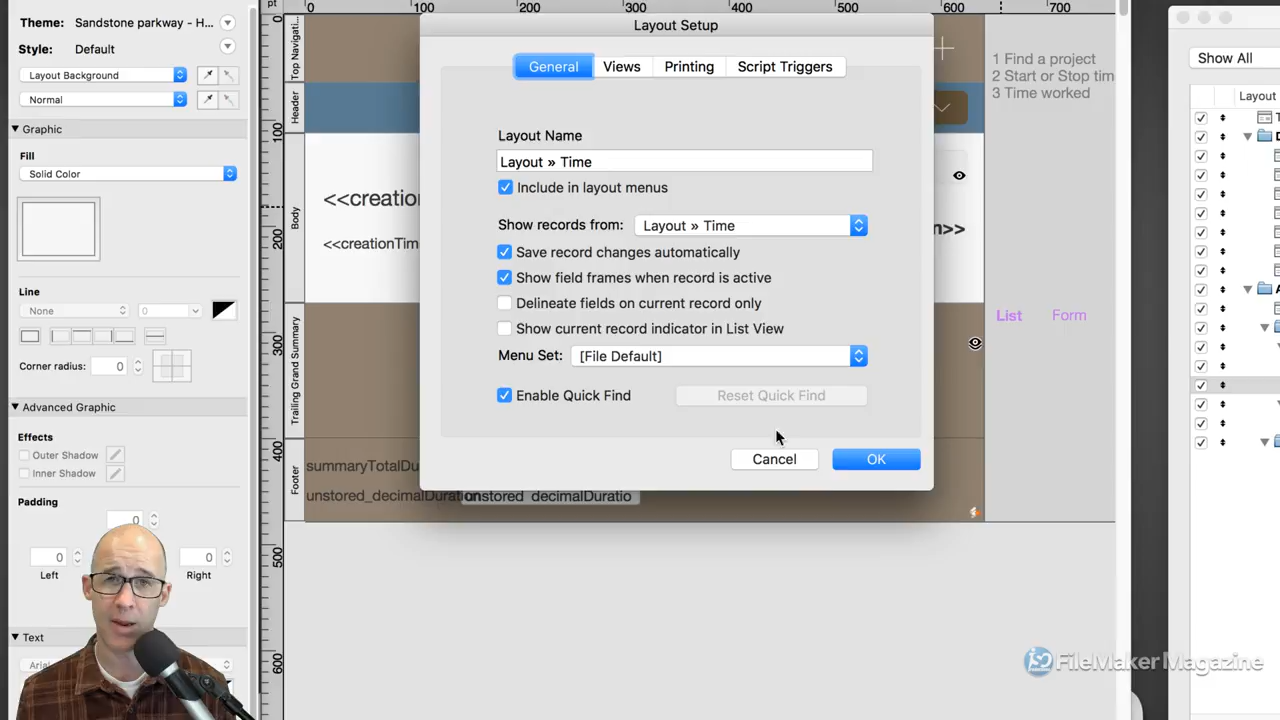 Theme: Sandstone parkway - H...
Style: Default
Layout Background
Normal
Graphic
Fill
Solid Color
Line
None
0
Corner radius: 0
Advanced Graphic
Effects
Outer Shadow
Inner Shadow
Padding
0
0
0
Left
Right
Text
Arial
pt
0
100
200
300
400
500
600
700
0
100
200
300
400
500
600
Top Navigati...
Header
Body
Trailing Grand Summary
Footer
<<creation
<<creationTim
n>>
summaryTotalDu
unstored_decimalDuration
unstored_decimalDuratio
Layout Setup
General
Views
Printing
Script Triggers
Layout Name
Layout » Time
Include in layout menus
Show records from: Layout » Time
Save record changes automatically
Show field frames when record is active
Delineate fields on current record only
Show current record indicator in List View
Menu Set: [File Default]
Enable Quick Find
Reset Quick Find
Cancel
OK
1 Find a project
2 Start or Stop tim
3 Time worked
List
Form
Show All
Layout
FileMaker Magazine